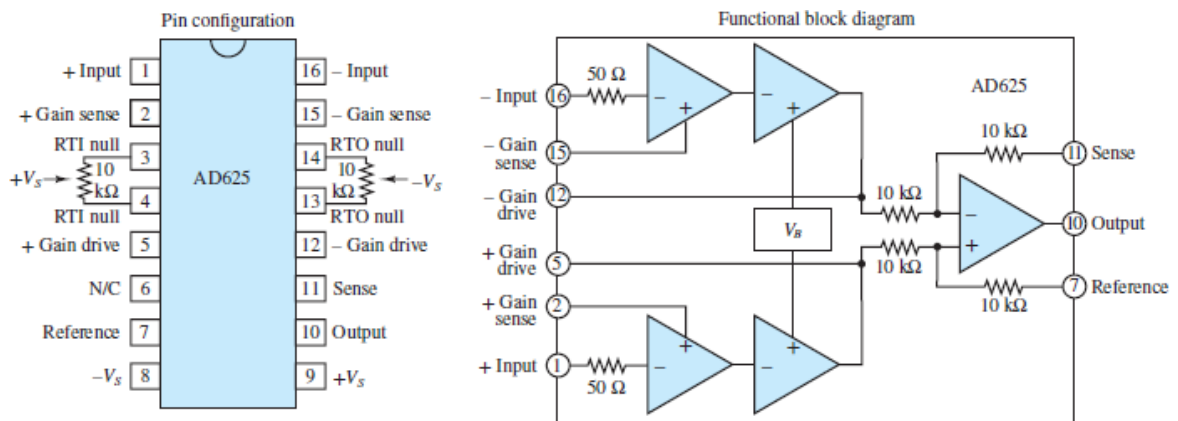 Pin configuration
+ Input 1
16 – Input
+ Gain sense 2
15 – Gain sense
RTI null
3
RTO null
14
+VS
10
kΩ
AD625
10
kΩ
–VS
4
RTI null
13
RTO null
+ Gain drive 5
12 – Gain drive
N/C 6
11 Sense
Reference 7
10 Output
–VS 8
9 +VS
Functional block diagram
AD625
50 Ω
– Input 16
–
+
–
+
– Gain
sense
15
– Gain
drive
12
10 kΩ
11 Sense
10 kΩ
–
+
10 Output
VB
+ Gain
drive
5
10 kΩ
7 Reference
10 kΩ
+ Gain
sense
2
+ Input 1
50 Ω
+
–
+
–